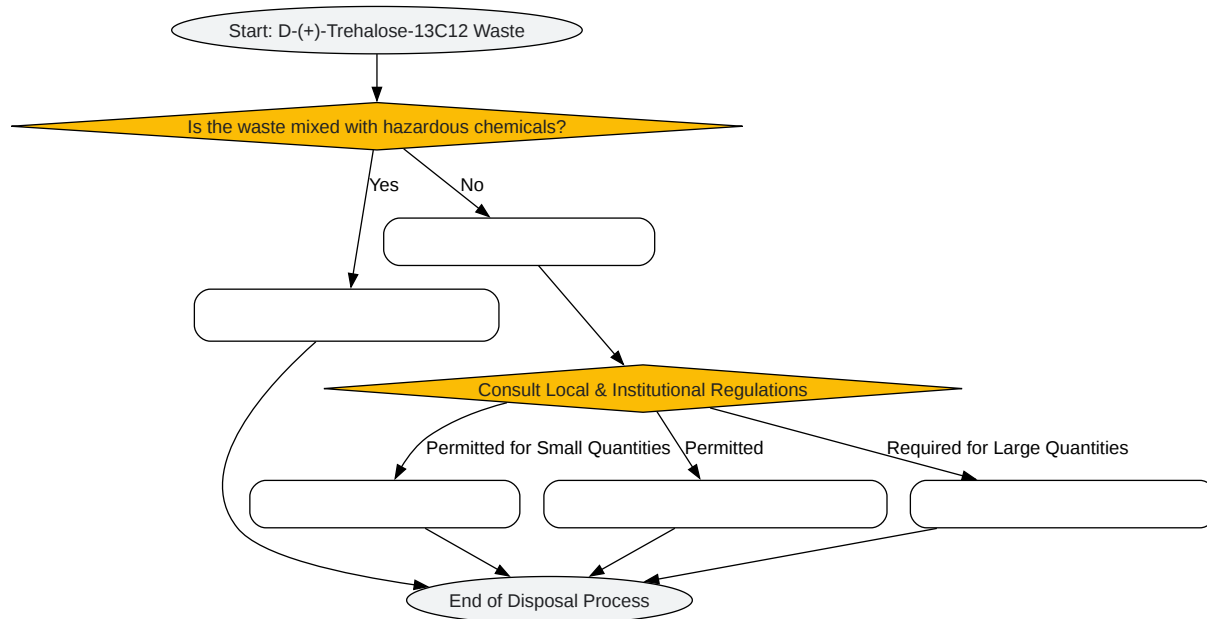 Start: D-(+)-Trehalose-13C12 Waste
Is the waste mixed with hazardous chemicals?
Yes
No
Consult Local & Institutional Regulations
Permitted for Small Quantities
Permitted
Required for Large Quantities
End of Disposal Process